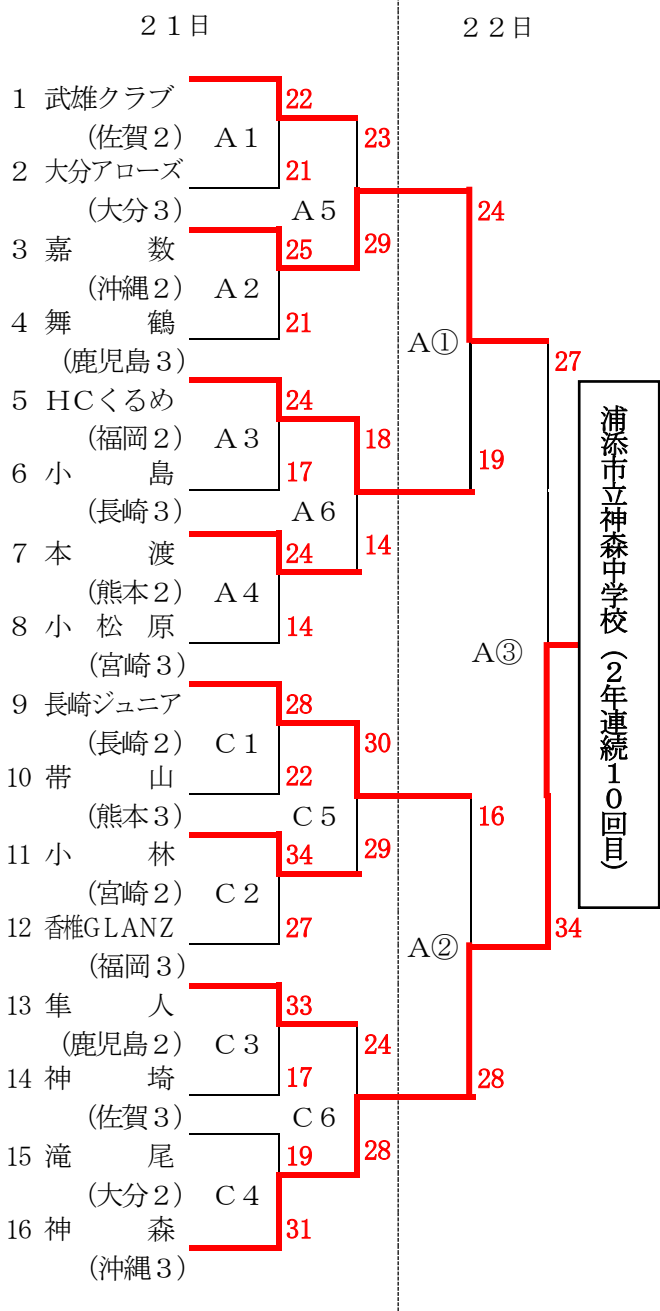 ２１日
２２日
1 武雄クラブ 22
(佐賀２) Ａ１ 23
2 大分アローズ 21
(大分３) Ａ５ 24
3 嘉数 25 29
(沖縄２) Ａ２
4 舞鶴 21
(鹿児島３) Ａ① 27
5 ＨＣくるめ 24
(福岡２) Ａ３ 18
6 小島 17 19
(長崎３) Ａ６
7 本渡 24 14
(熊本２) Ａ４
8 小松原 14
(宮崎３) Ａ③
浦添市立神森中学校（２年連続１０回目）
9 長崎ジュニア 28
(長崎２) Ｃ１ 30
10 帯山 22
(熊本３) Ｃ５ 16
11 小林 34 29
(宮崎２) Ｃ２
12 香椎GLANZ 27 34
(福岡３) Ａ②
13 隼人 33
(鹿児島２) Ｃ３ 24
14 神埼 17 28
(佐賀３) Ｃ６
15 滝尾 19 28
(大分２) Ｃ４
16 神森 31
(沖縄３)